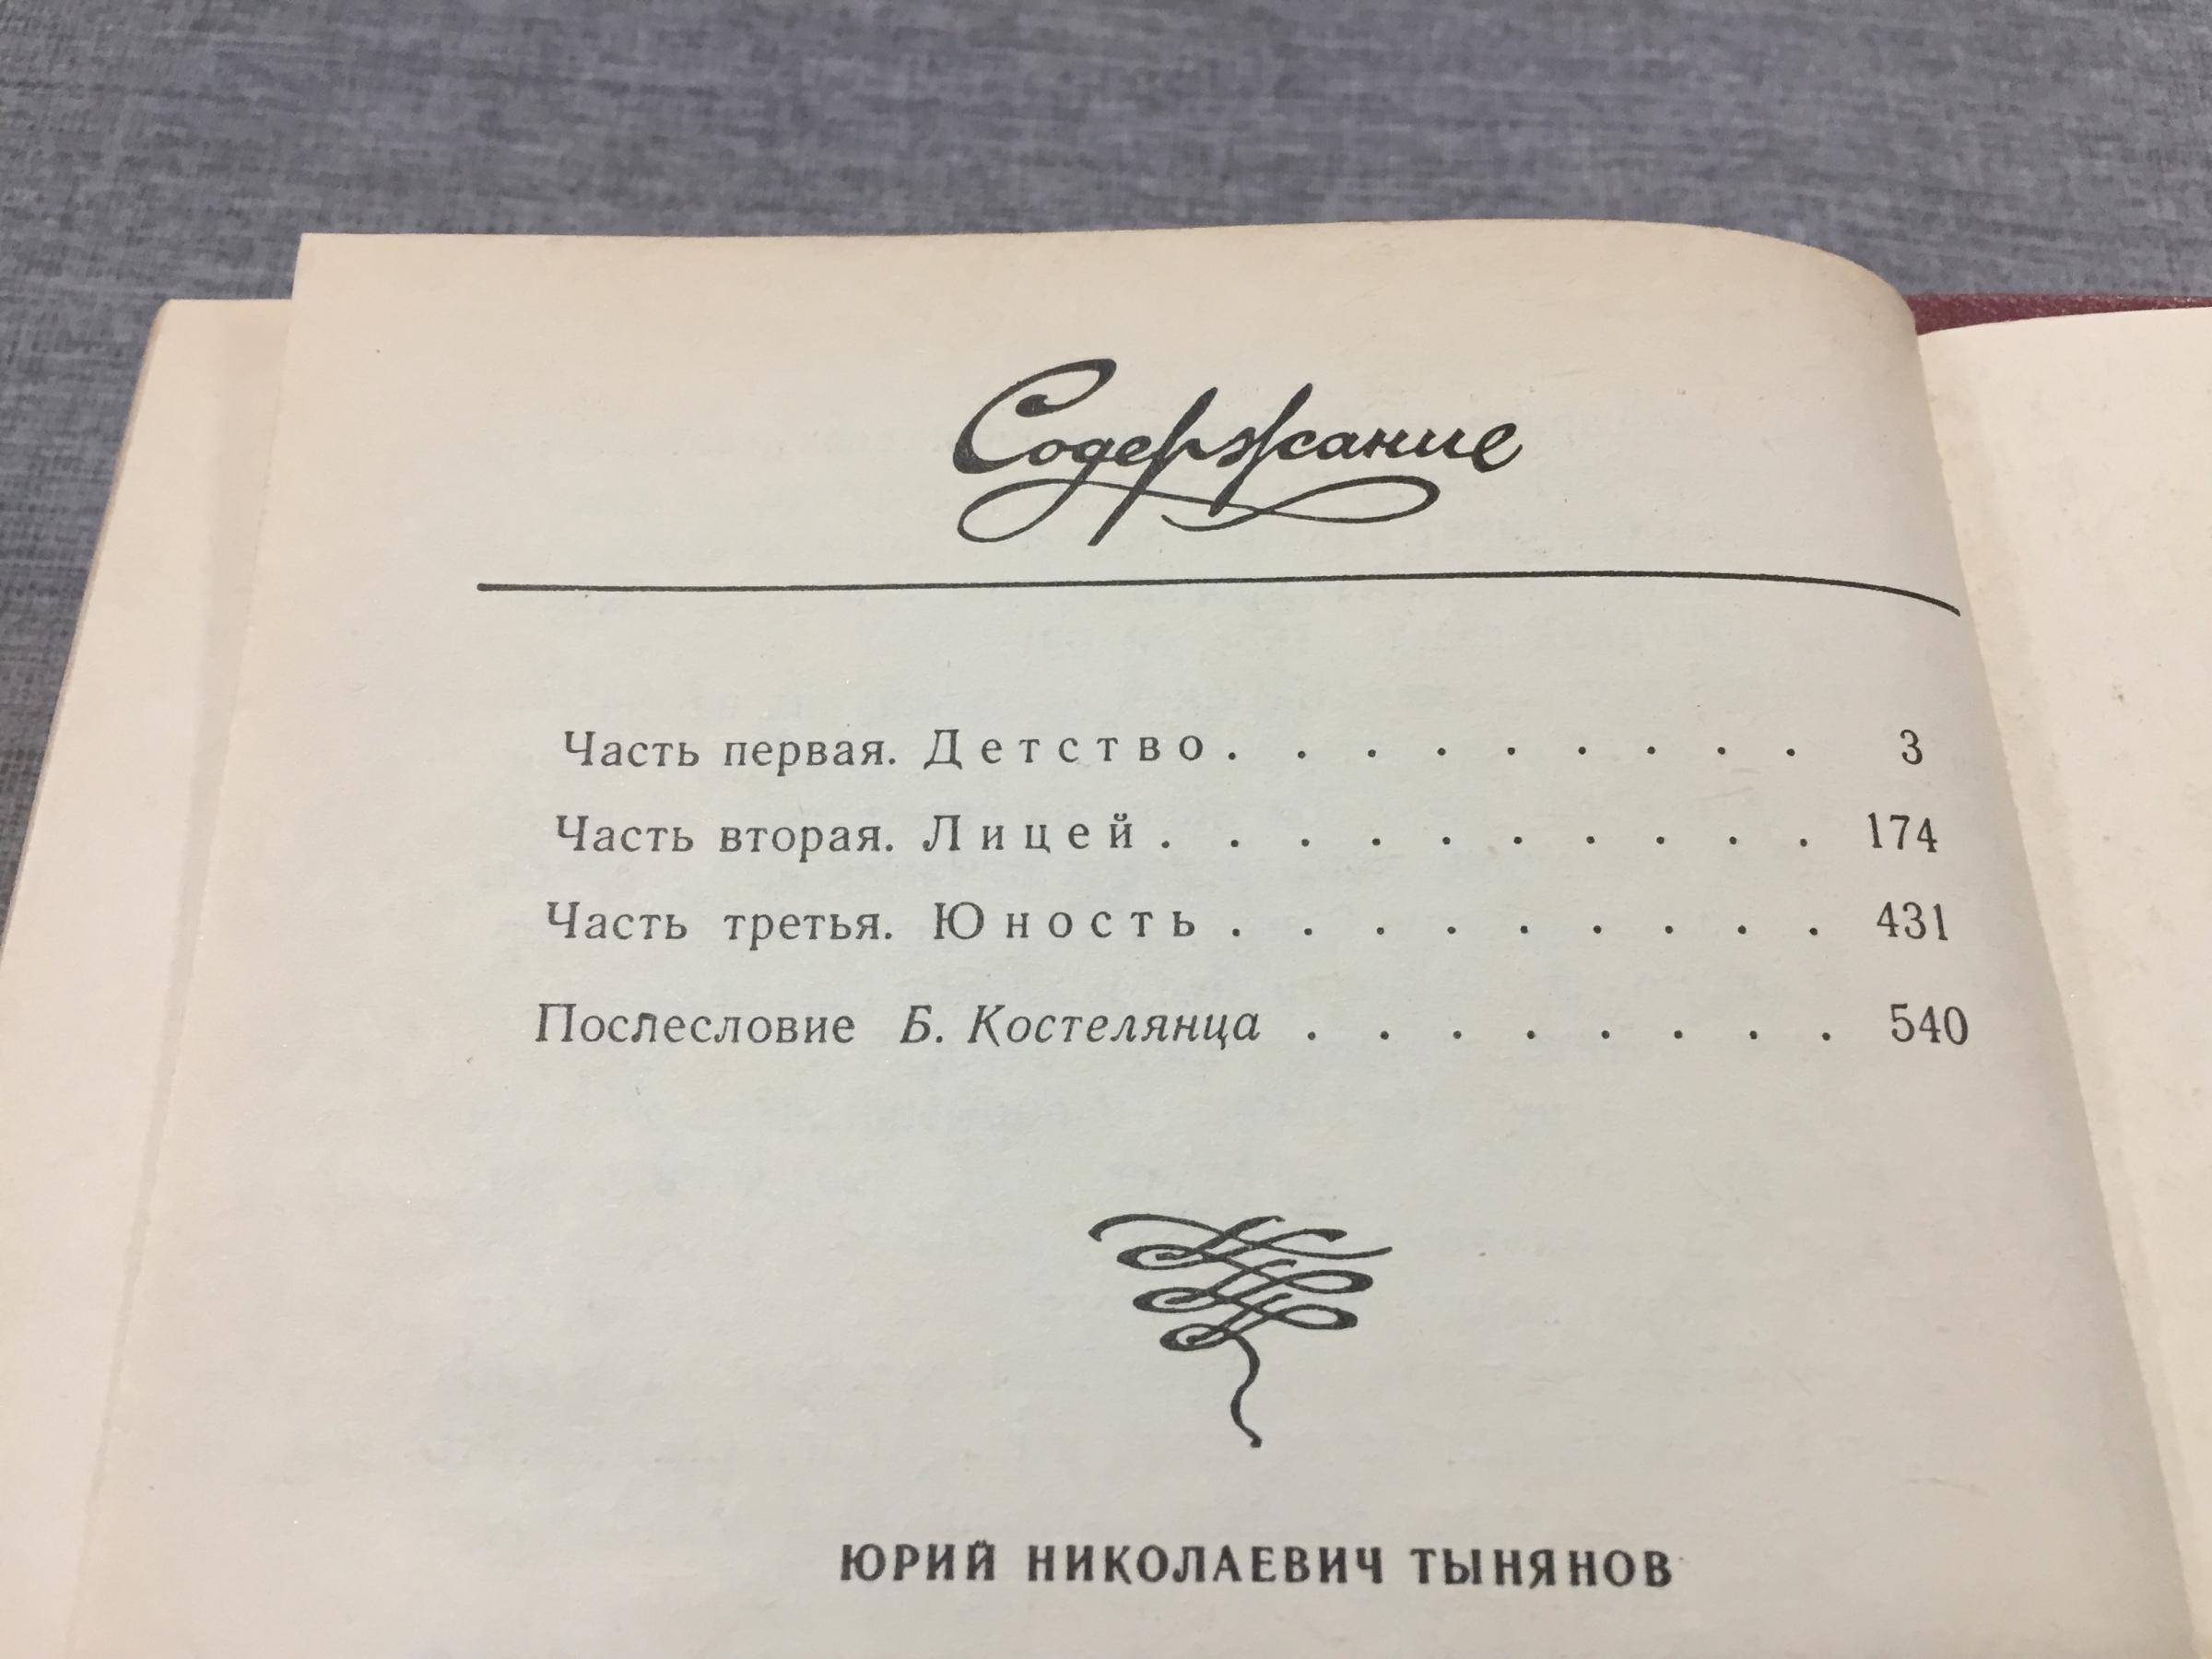 Содержание
Часть первая. Детство . . . . . . . . . 3
Часть вторая. Лицей . . . . . . . . . . 174
Часть третья. Юность . . . . . . . . . 431
Послесловие Б. Костелянца . . . . . . . . 540
ЮРИЙ НИКОЛАЕВИЧ ТЫНЯНОВ